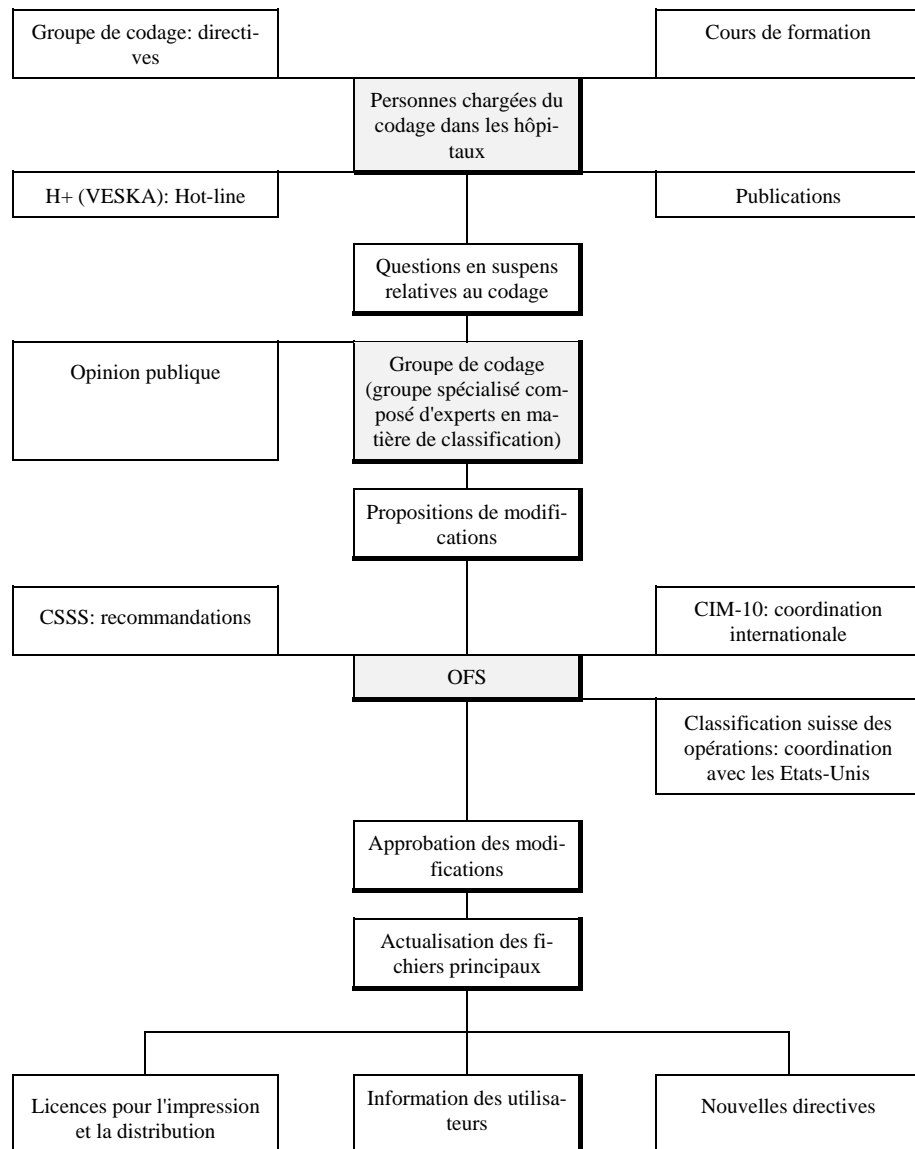 Groupe de codage: directi-
ves
Cours de formation
Personnes chargées du
codage dans les hôpi-
taux
H+ (VESKA): Hot-line
Publications
Questions en suspens
relatives au codage
Opinion publique
Groupe de codage
(groupe spécialisé com-
posé d'experts en ma-
tière de classification)
Propositions de modifi-
cations
CSSS: recommandations
CIM-10: coordination
internationale
OFS
Classification suisse des
opérations: coordination
avec les Etats-Unis
Approbation des modi-
fications
Actualisation des fi-
chiers principaux
Licences pour l'impression
et la distribution
Information des utilisa-
teurs
Nouvelles directives